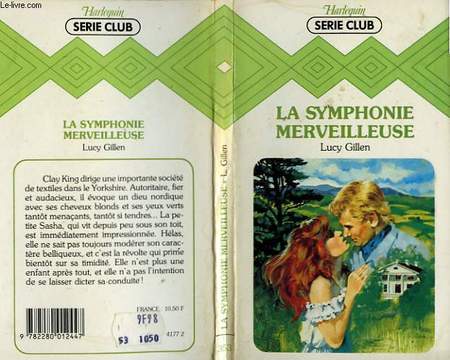 Le-livre.com
Harlequin
SERIE CLUB
LA SYMPHONIE
MERVEILLEUSE
Lucy Gillen
Clay King dirige une importante société
de textiles dans le Yorkshire. Autoritaire, fier
et audacieux, il évoque un dieu nordique
avec ses cheveux blonds et ses yeux verts
tantôt menaçants, tantôt si tendres... La pe-
tite Sasha, qui vit depuis peu sous son toit,
est immédiatement impressionnée. Hélas,
elle ne sait pas toujours modérer son carac-
tère belliqueux, et c'est la révolte qui prime
bientôt sur sa timidité. Elle n'est plus une
enfant après tout, et elle n'a pas l'intention
de se laisser dicter sa conduite!
FRANCE 10,50 F
9F98
53 1050
4177 2
9 782280 012447
LA SYMPHONIE MERVEILLEUSE - L. Gillen
Harlequin
SERIE CLUB
LA SYMPHONIE
MERVEILLEUSE
Lucy Gillen